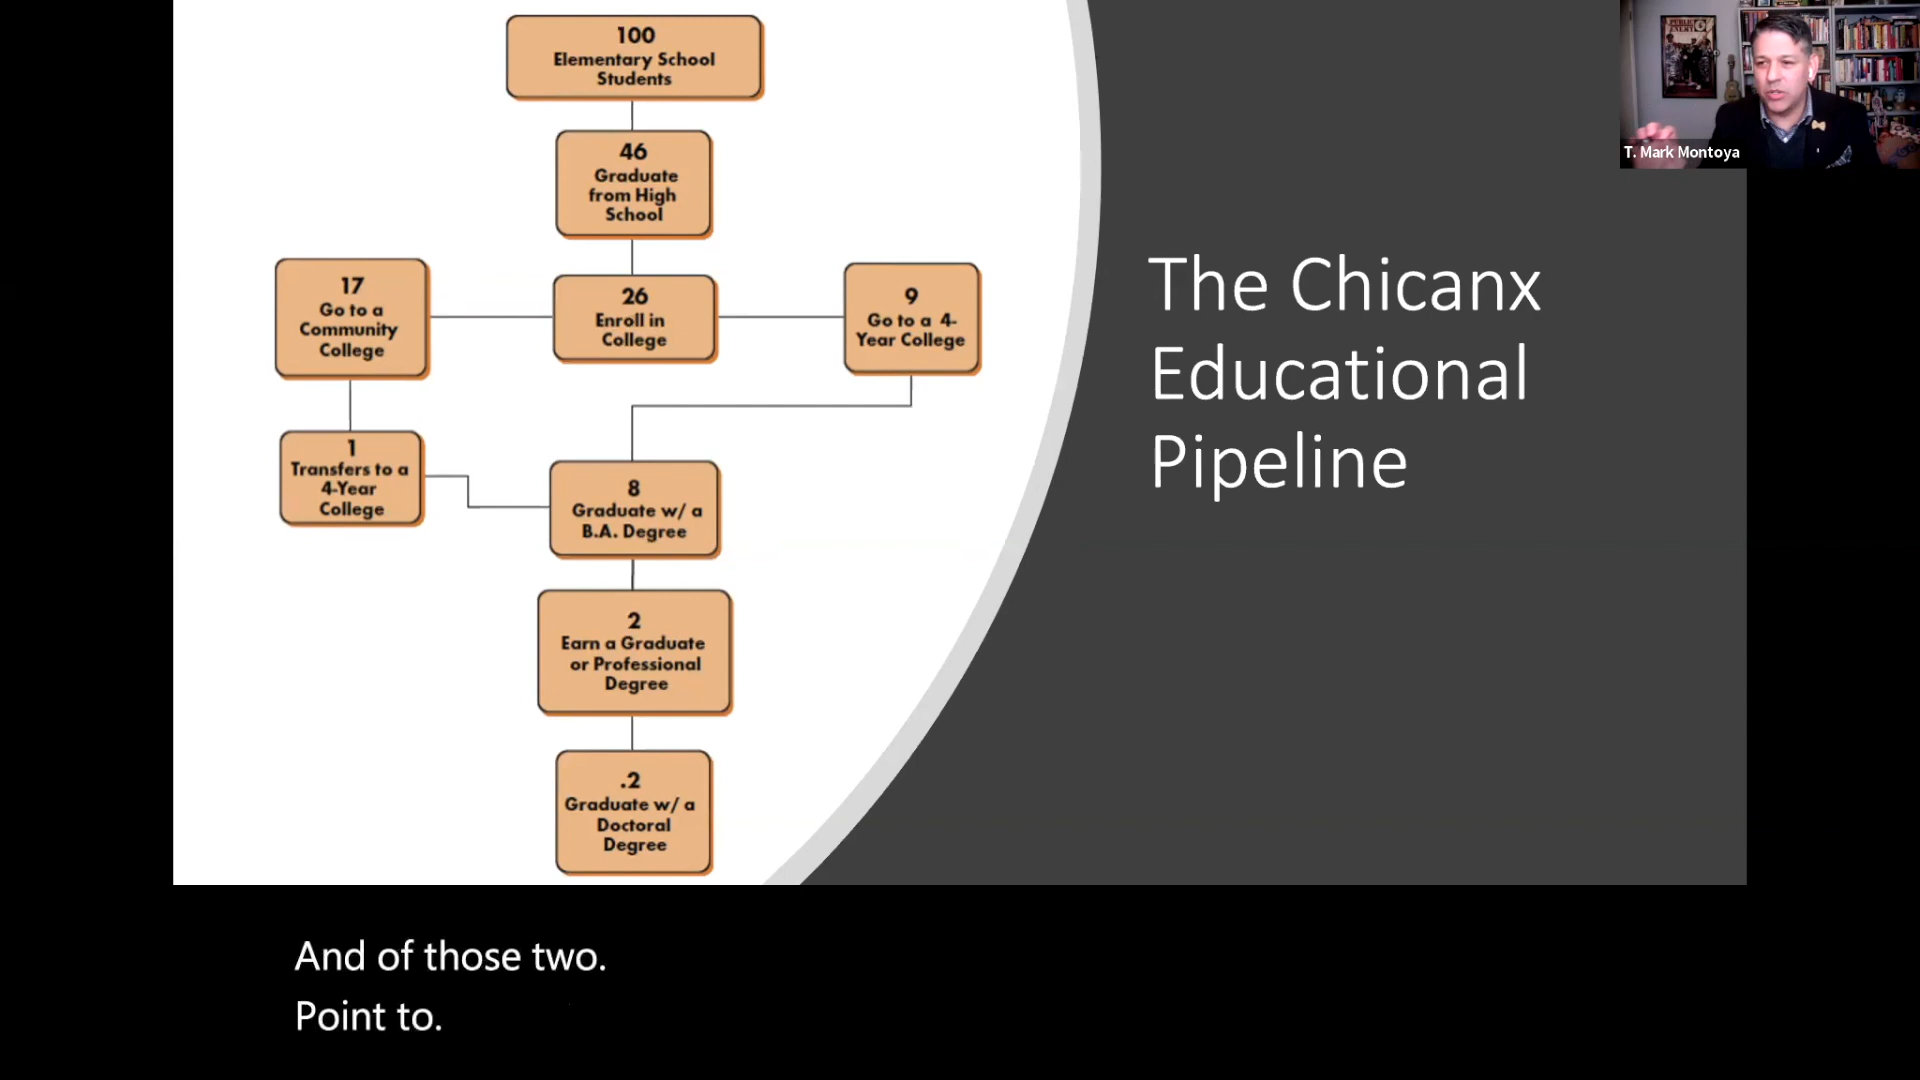 100
Elementary School
Students
46
Graduate
from High
School
17
Go to a
Community
College
26
Enroll in
College
9
Go to a 4-
Year College
1
Transfers to a
4-Year
College
8
Graduate w/ a
B.A. Degree
2
Earn a Graduate
or Professional
Degree
.2
Graduate w/ a
Doctoral
Degree
The Chicanx
Educational
Pipeline
PUBLIC
ENEMY
T. Mark Montoya
And of those two.
Point to.